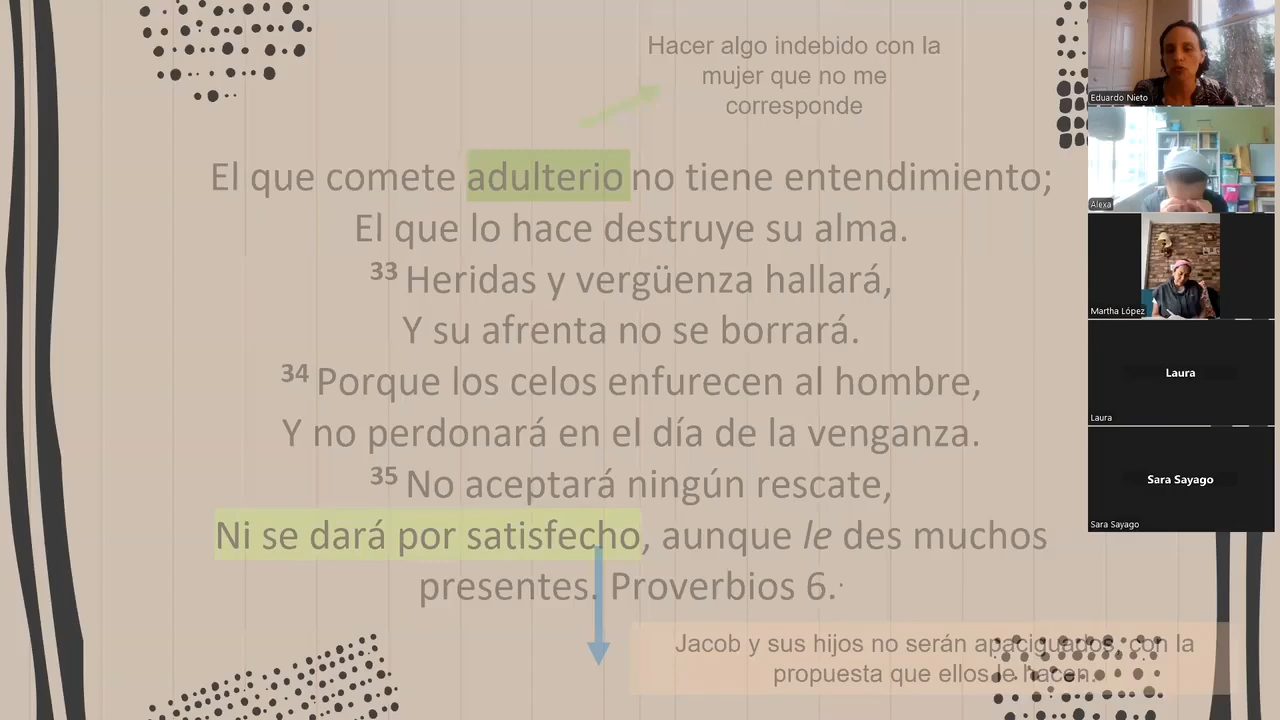 Hacer algo indebido con la
mujer que no me
corresponde
El que comete adulterio no tiene entendimiento;
El que lo hace destruye su alma.
33 Heridas y vergüenza hallará,
Y su afrenta no se borrará.
34 Porque los celos enfurecen al hombre,
Y no perdonará en el día de la venganza.
35 No aceptará ningún rescate,
Ni se dará por satisfecho, aunque le des muchos
presentes. Proverbios 6.
Jacob y sus hijos no serán apaciguados, con la
propuesta que ellos le hacen.
Eduardo Nieto
Alexa
Martha López
Laura
Laura
Sara Sayago
Sara Sayago